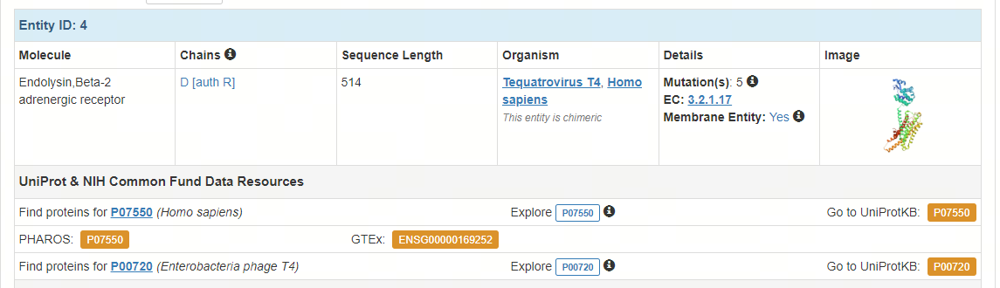 Entity ID: 4
Molecule Chains Sequence Length Organism Details Image
Endolysin,Beta-2 adrenergic receptor
D [auth R]
514
Tequatrovirus T4, Homo sapiens
This entity is chimeric
Mutation(s): 5
EC: 3.2.1.17
Membrane Entity: Yes
UniProt & NIH Common Fund Data Resources
Find proteins for P07550 (Homo sapiens) Explore P07550 Go to UniProtKB: P07550
PHAROS: P07550 GTEx: ENSG00000169252
Find proteins for P00720 (Enterobacteria phage T4) Explore P00720 Go to UniProtKB: P00720